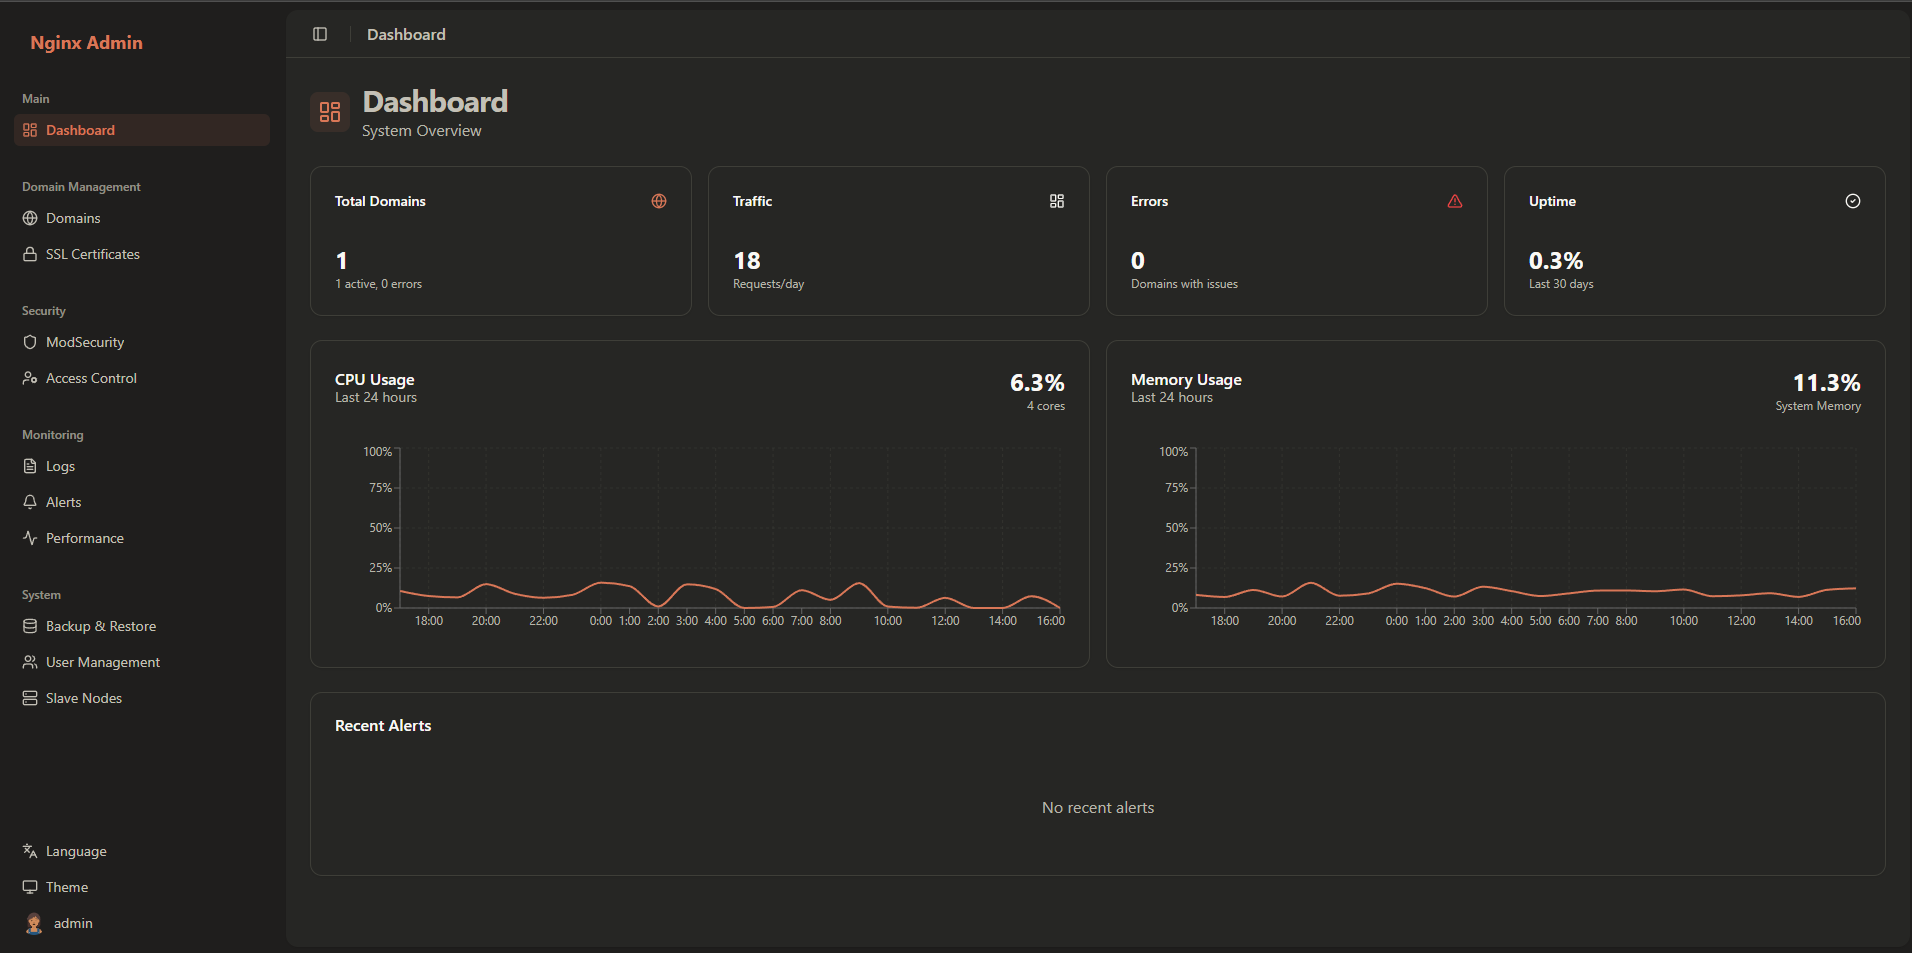 Nginx Admin
Main
Dashboard
Domain Management
Domains
SSL Certificates
Security
ModSecurity
Access Control
Monitoring
Logs
Alerts
Performance
System
Backup & Restore
User Management
Slave Nodes
Language
Theme
admin
Dashboard
Dashboard
System Overview
Total Domains
1
1 active, 0 errors
Traffic
18
Requests/day
Errors
0
Domains with issues
Uptime
0.3%
Last 30 days
CPU Usage
Last 24 hours
6.3%
4 cores
100%
75%
50%
25%
0%
18:00 20:00 22:00 0:00 1:00 2:00 3:00 4:00 5:00 6:00 7:00 8:00 10:00 12:00 14:00 16:00
Memory Usage
Last 24 hours
11.3%
System Memory
100%
75%
50%
25%
0%
18:00 20:00 22:00 0:00 1:00 2:00 3:00 4:00 5:00 6:00 7:00 8:00 10:00 12:00 14:00 16:00
Recent Alerts
No recent alerts